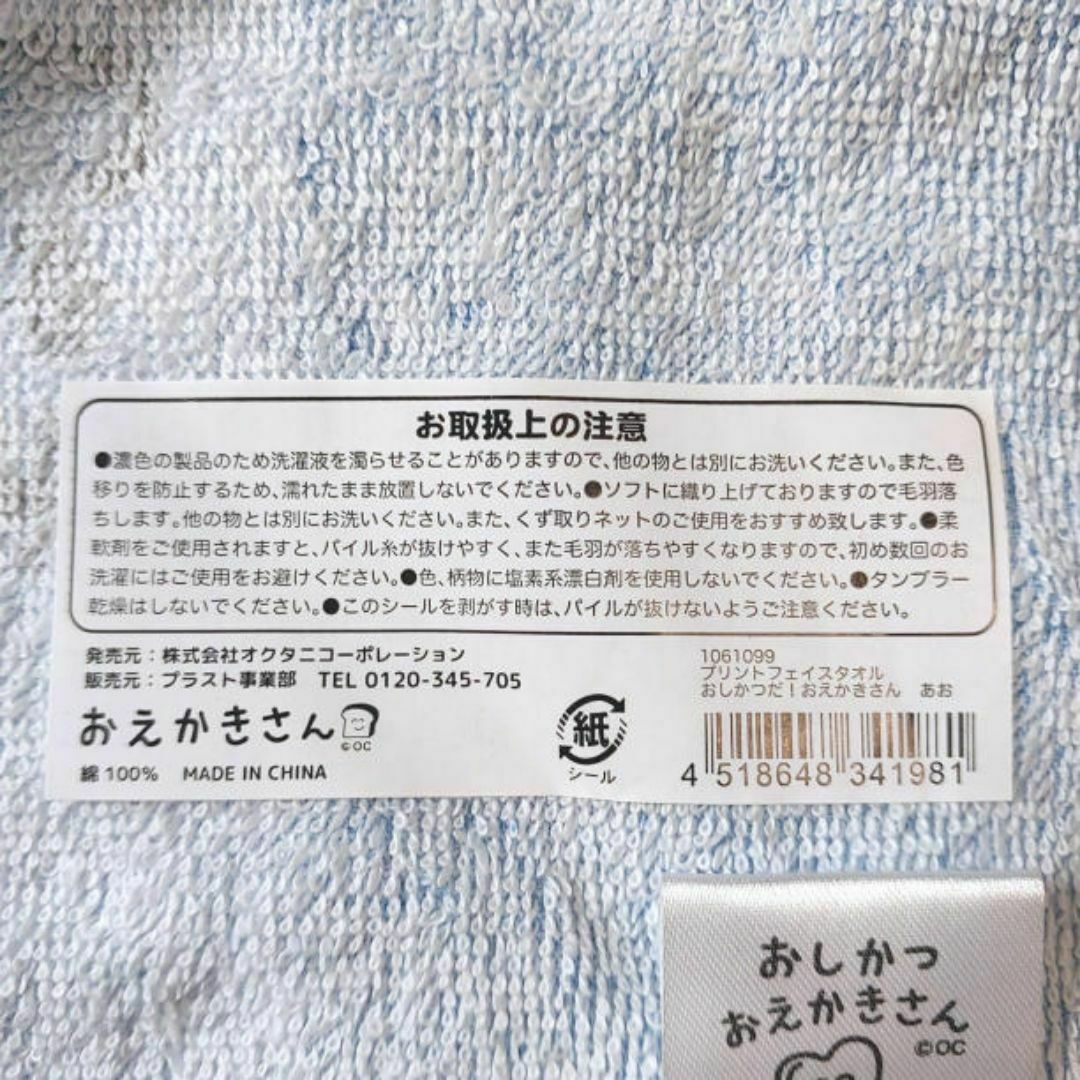 お取扱上の注意
●濃色の製品のため洗濯液を濁らせることがありますので、他の物とは別にお洗いください。また、色
移りを防止するため、濡れたまま放置しないでください。●ソフトに織り上げておりますので毛羽落
ちします。他の物とは別にお洗いください。また、くず取りネットのご使用をおすすめ致します。●柔
軟剤をご使用されますと、パイル糸が抜けやすく、また毛羽が落ちやすくなりますので、初め数回のお
洗濯にはご使用をお避けください。●色、柄物に塩素系漂白剤を使用しないでください。●タンブラー
乾燥はしないでください。●このシールを剥がす時は、パイルが抜けないようご注意ください。
発売元：株式会社オクタニコーポレーション
販売元：プラスト事業部 TEL 0120-345-705
おえかきさん
©OC
綿100% MADE IN CHINA
紙
シール
1061099
プリントフェイスタオル
おしかつだ！おえかきさん あお
4 518648 341981
おしかつ
おえかきさん
©OC